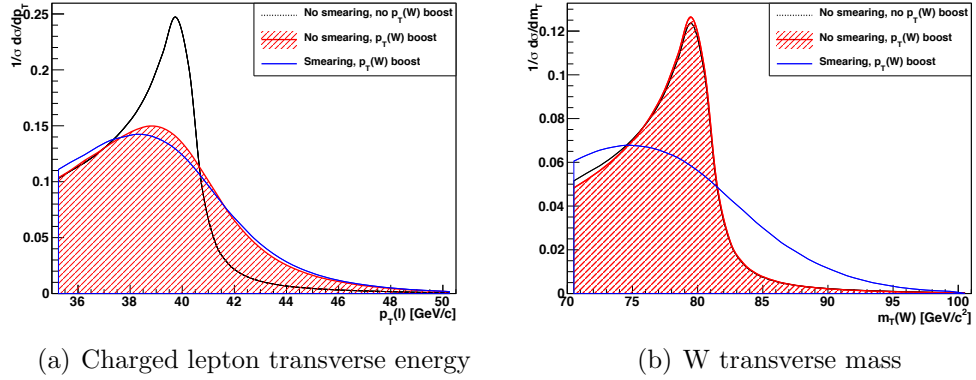 1/σ dσ/dp_T
0.25
0.2
0.15
0.1
0.05
0
36 38 40 42 44 46 48 50
p_T(l) [GeV/c]
No smearing, no p_T(W) boost
No smearing, p_T(W) boost
Smearing, p_T(W) boost
(a) Charged lepton transverse energy
1/σ dσ/dm_T
0.14
0.12
0.1
0.08
0.06
0.04
0.02
0
70 75 80 85 90 95 100
m_T(W) [GeV/c²]
No smearing, no p_T(W) boost
No smearing, p_T(W) boost
Smearing, p_T(W) boost
(b) W transverse mass